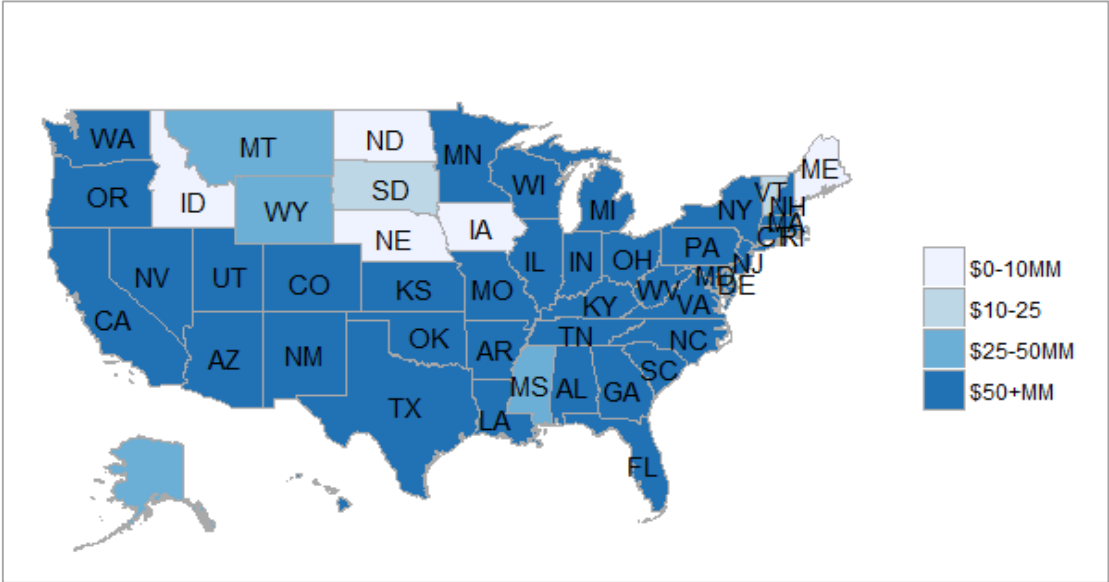 WA
MT
ND
MN
ME
OR
ID
SD
WI
VT
NH
WY
MI
NY
MA
NE
IA
CT
RI
PA
NV
UT
CO
KS
MO
IL
IN
OH
NJ
MD
DE
WV
KY
VA
CA
AZ
NM
OK
AR
TN
NC
SC
TX
LA
MS
AL
GA
FL
$0-10MM
$10-25
$25-50MM
$50+MM